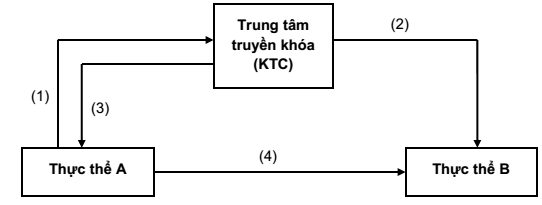 Trung tâm
truyền khóa
(KTC)
(2)
(1)
(3)
(4)
Thực thể A
Thực thể B